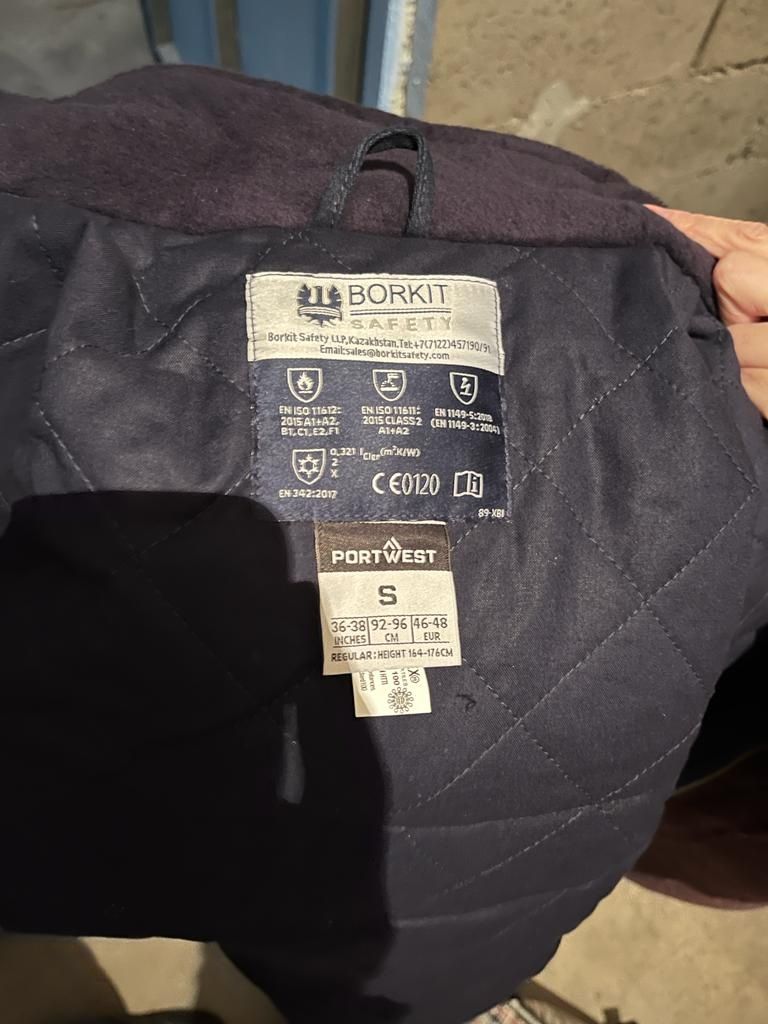 BORKIT
SAFETY
Borkit Safety LLP,Kazakhstan.Tel:+7(7122)457190/91
Email:sales@borkitsafety.com
EN ISO 11612:
2015 A1+A2,
B1, C1, E2, F1
EN ISO 11611:
2015 CLASS2
A1+A2
EN 1149-5:2018
(EN 1149-3:2004)
0,321 Icler(m².K/W)
2
X
EN 342:2017
CE0120
i
89-XBI
PORTWEST
S
36-38 92-96 46-48
INCHES CM EUR
REGULAR:HEIGHT 164-176CM
X®
100